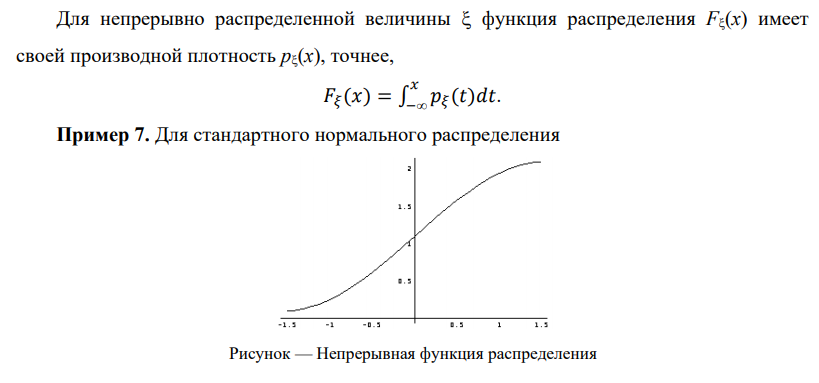 Для непрерывно распределенной величины ξ функция распределения Fξ(x) имеет
своей производной плотность pξ(x), точнее,
Fξ(x) = ∫₋∞ˣ pξ(t)dt.
Пример 7. Для стандартного нормального распределения
2
1.5
1
0.5
-1.5 -1 -0.5 0.5 1 1.5
Рисунок — Непрерывная функция распределения